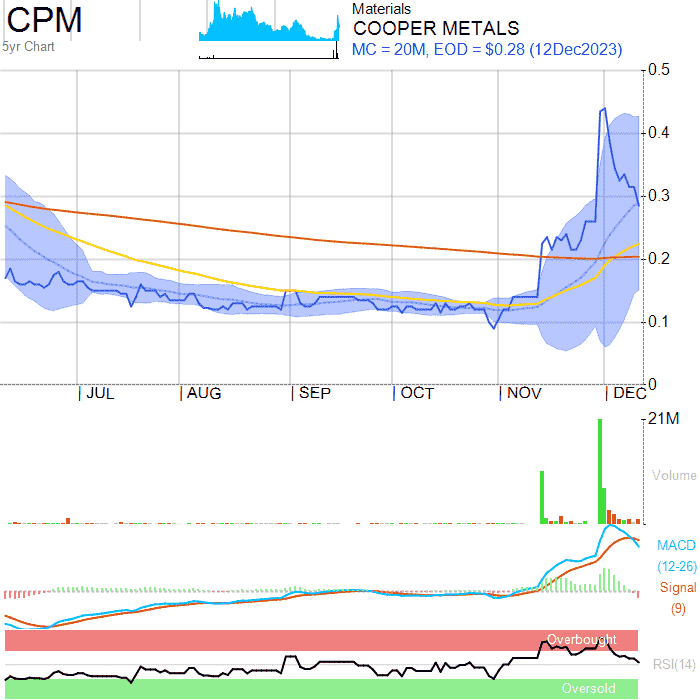 CPM
5yr Chart
Materials
COOPER METALS
MC = 20M, EOD = $0.28 (12Dec2023)
0.5
0.4
0.3
0.2
0.1
0
JUL AUG SEP OCT NOV DEC
21M
Volume
MACD
(12-26)
Signal
(9)
Overbought
RSI(14)
Oversold